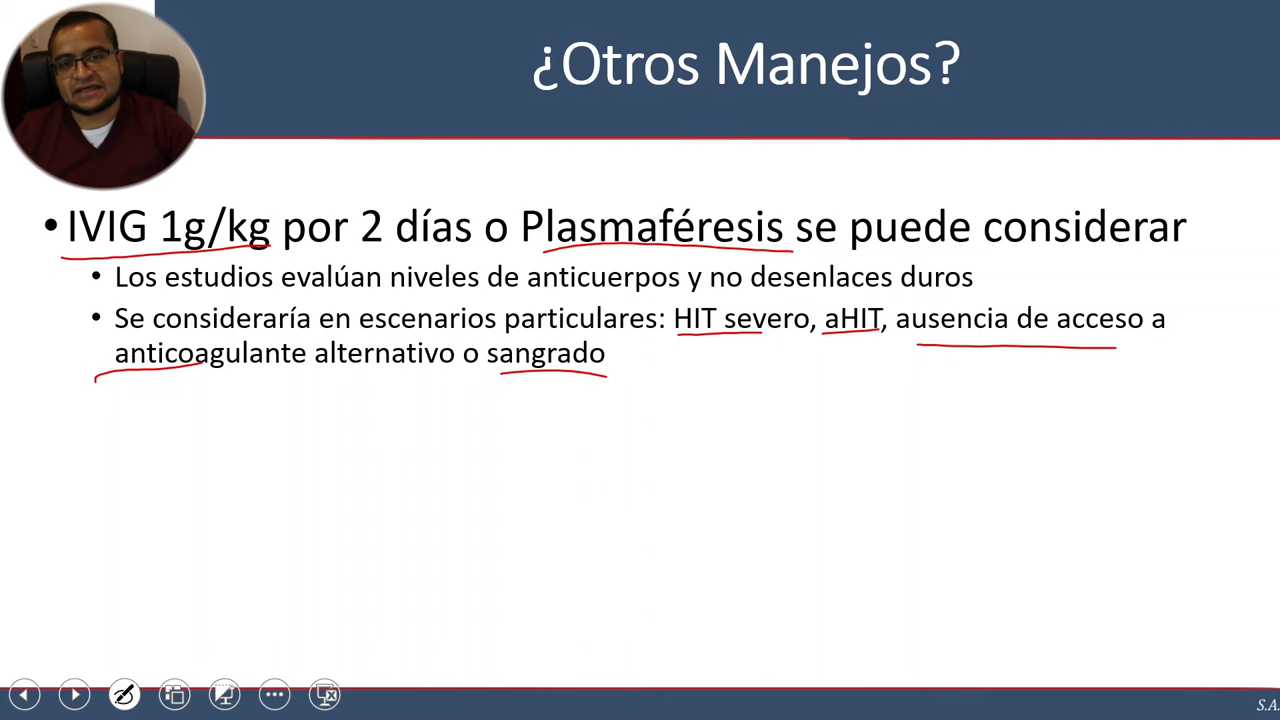 ¿Otros Manejos?
• IVIG 1g/kg por 2 días o Plasmaféresis se puede considerar
• Los estudios evalúan niveles de anticuerpos y no desenlaces duros
• Se consideraría en escenarios particulares: HIT severo, aHIT, ausencia de acceso a
anticoagulante alternativo o sangrado
S.A.